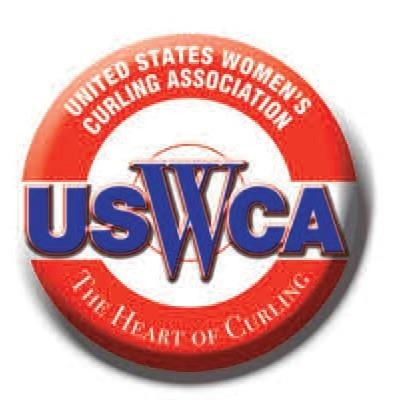 UNITED STATES WOMEN'S
CURLING ASSOCIATION
USWCA
THE HEART OF CURLING